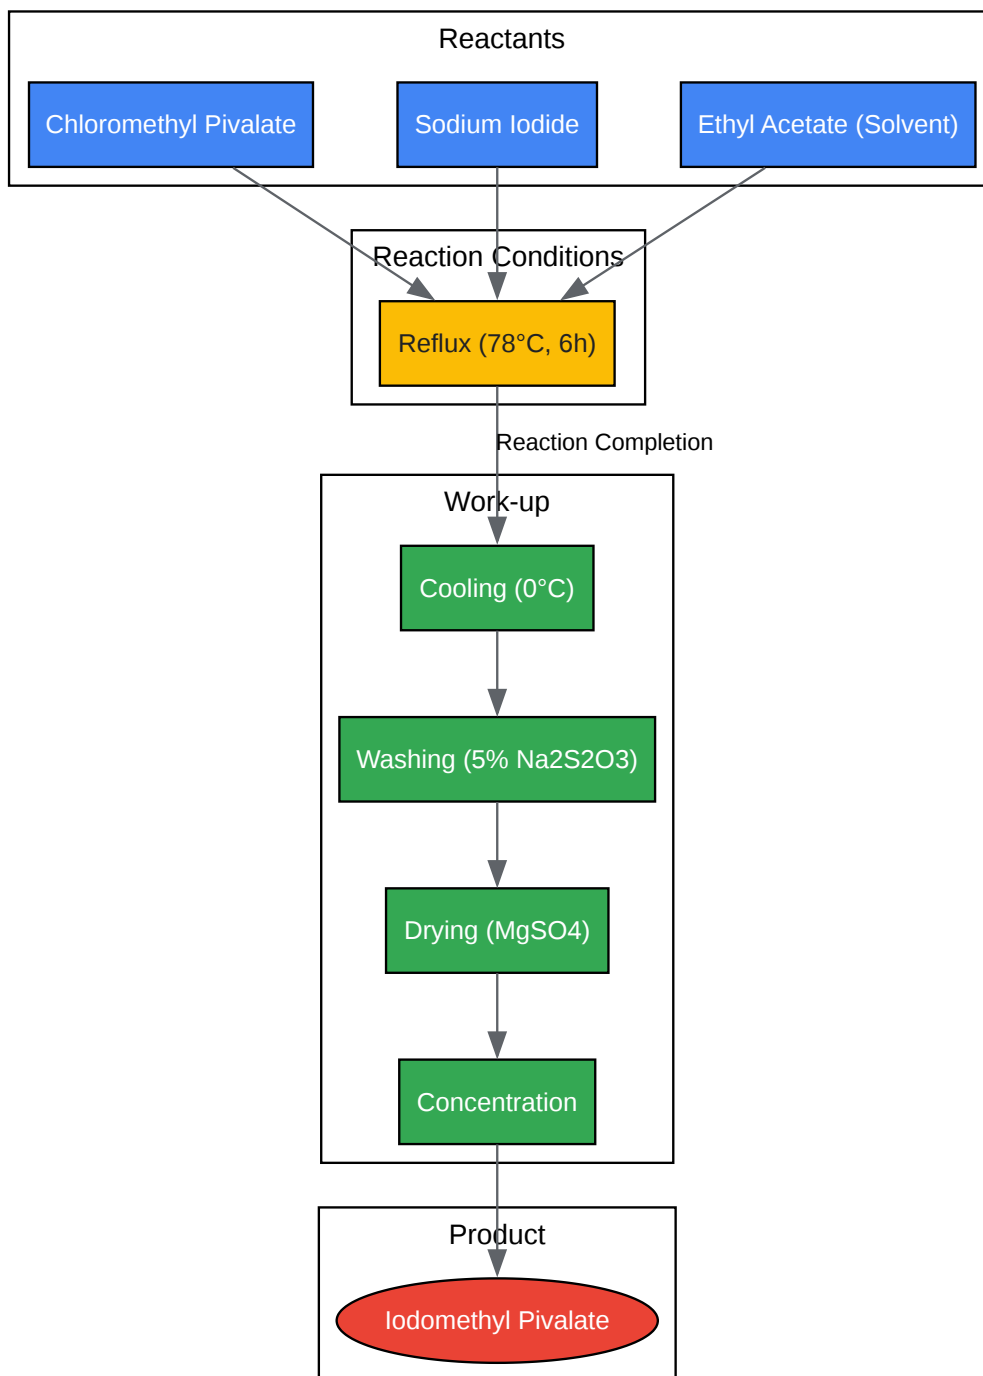 Reactants
Chloromethyl Pivalate
Sodium Iodide
Ethyl Acetate (Solvent)
Reaction Conditions
Reflux (78°C, 6h)
Reaction Completion
Work-up
Cooling (0°C)
Washing (5% Na2S2O3)
Drying (MgSO4)
Concentration
Product
Iodomethyl Pivalate